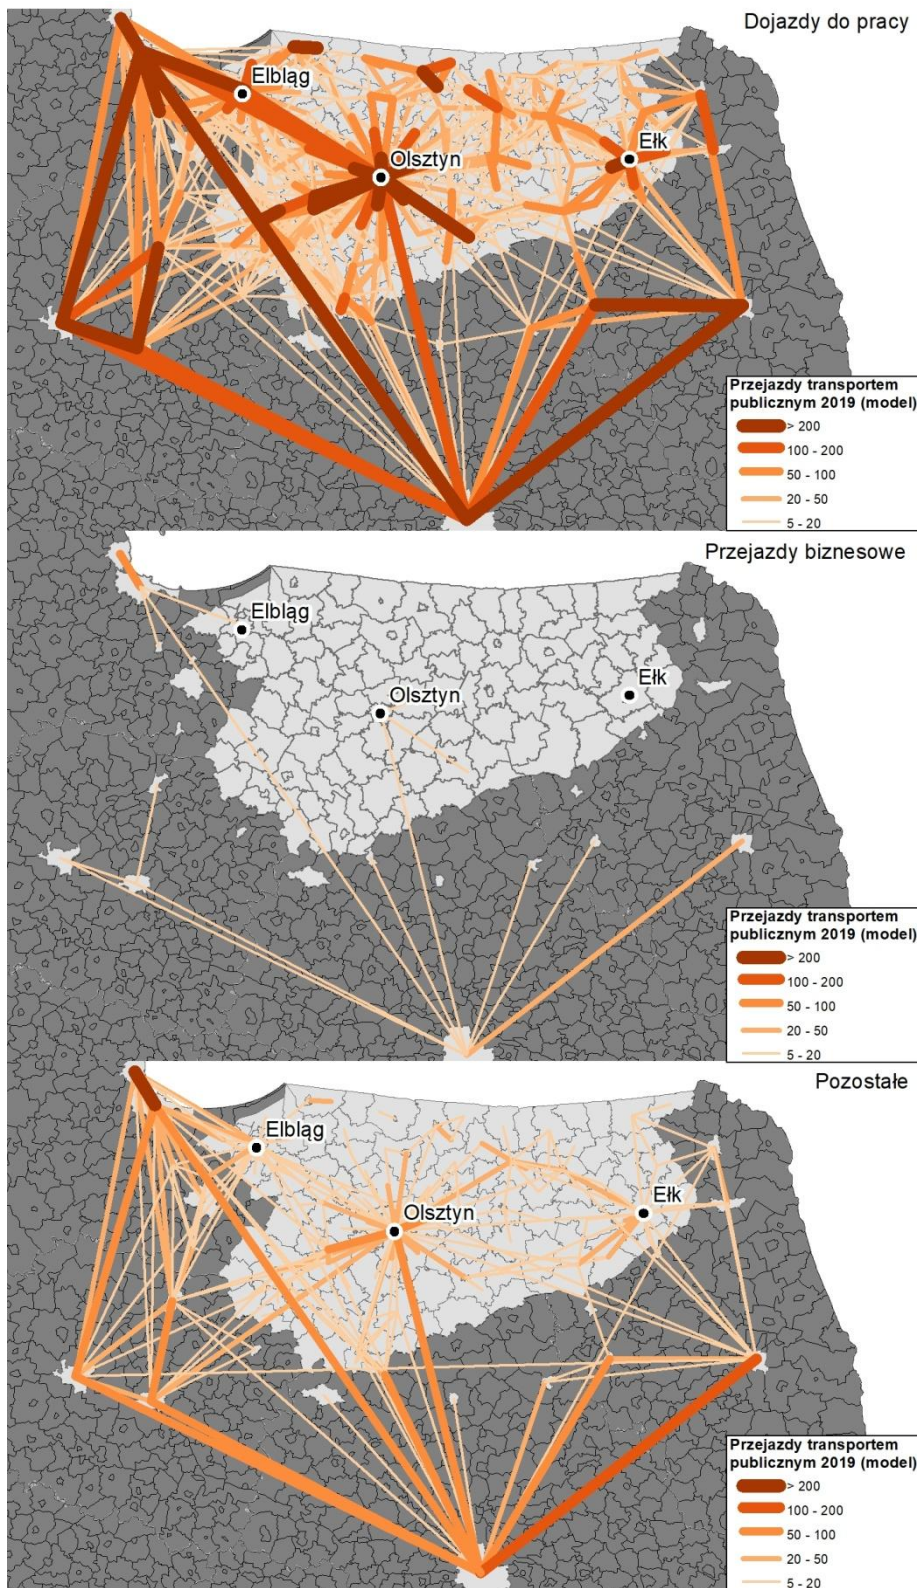 Dojazdy do pracy
Elbląg
Ełk
Olsztyn
Przejazdy transportem
publicznym 2019 (model)
> 200
100 - 200
50 - 100
20 - 50
5 - 20
Przejazdy biznesowe
Elbląg
Ełk
Olsztyn
Przejazdy transportem
publicznym 2019 (model)
> 200
100 - 200
50 - 100
20 - 50
5 - 20
Pozostałe
Elbląg
Ełk
Olsztyn
Przejazdy transportem
publicznym 2019 (model)
> 200
100 - 200
50 - 100
20 - 50
5 - 20